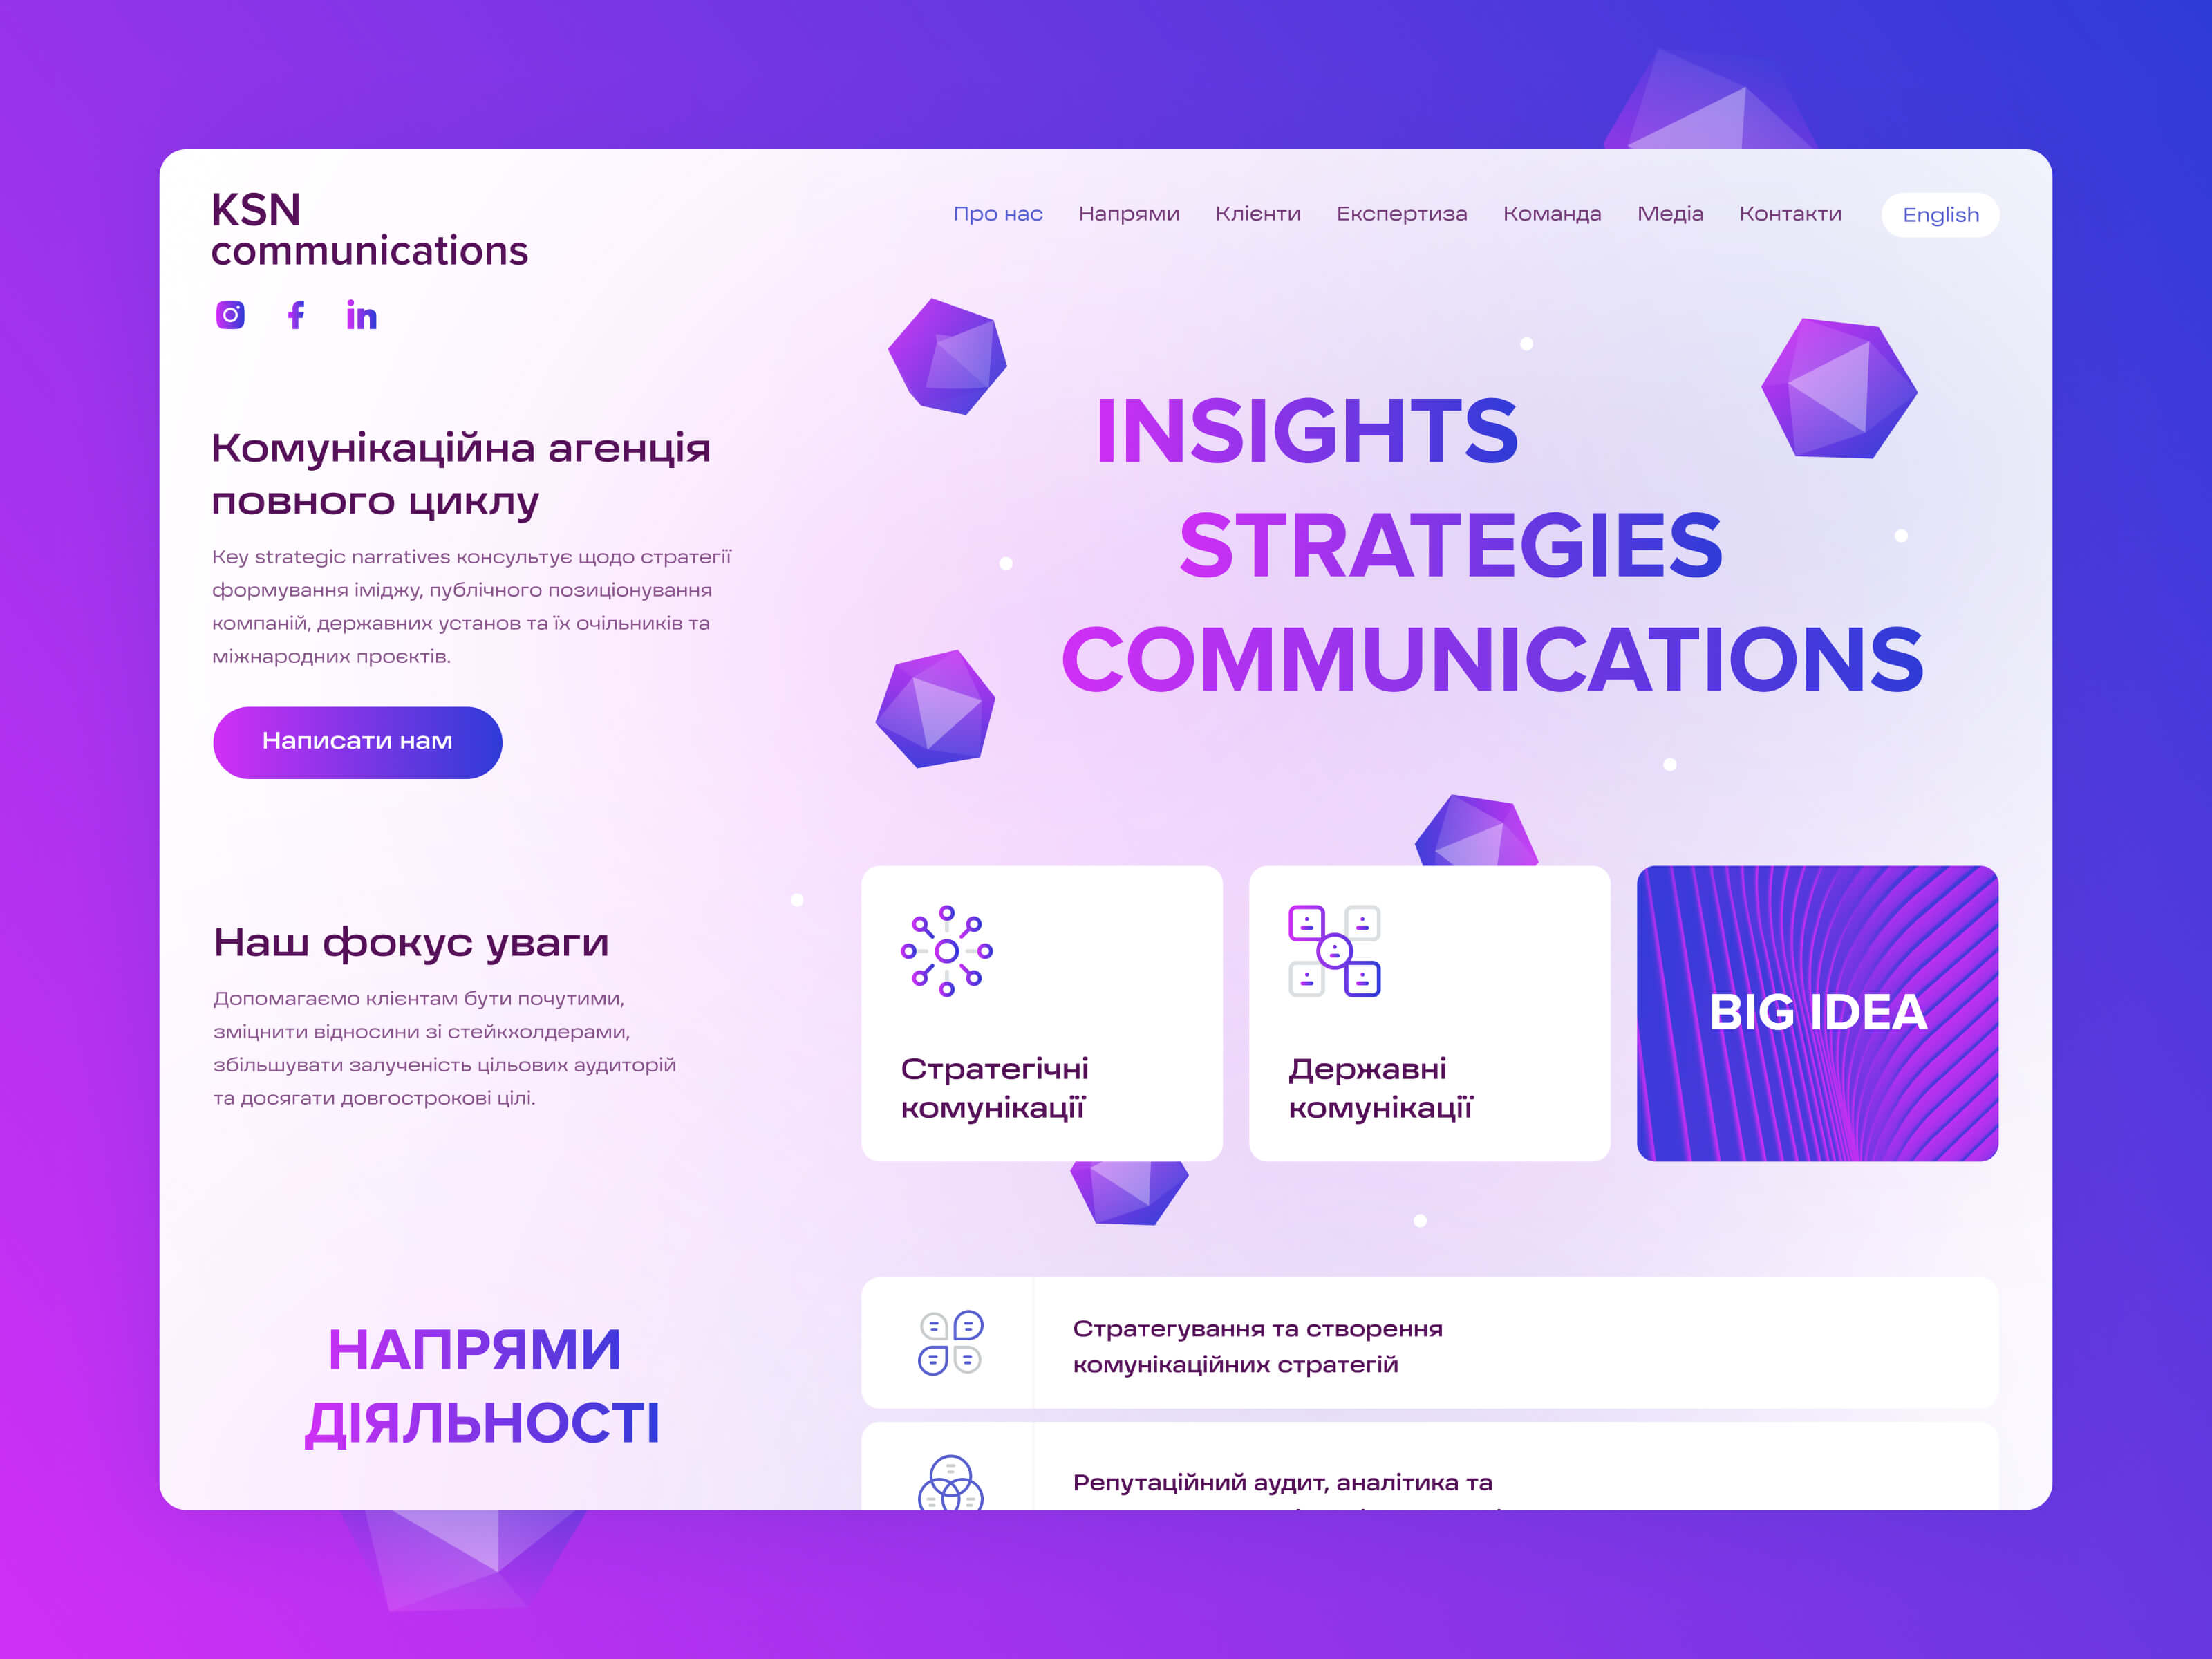 KSN
communications
Про нас Напрями Клієнти Експертиза Команда Медіа Контакти English
Комунікаційна агенція
повного циклу
Key strategic narratives консультує щодо стратегії
формування іміджу, публічного позиціонування
компаній, державних установ та їх очільників та
міжнародних проєктів.
Написати нам
INSIGHTS
STRATEGIES
COMMUNICATIONS
Наш фокус уваги
Допомагаємо клієнтам бути почутими,
зміцнити відносини зі стейкхолдерами,
збільшувати залученість цільових аудиторій
та досягати довгострокові цілі.
Стратегічні
комунікації
Державні
комунікації
BIG IDEA
НАПРЯМИ
ДІЯЛЬНОСТІ
Стратегування та створення
комунікаційних стратегій
Репутаційний аудит, аналітика та